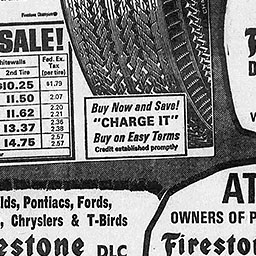 Firestone Champion®
SALE!
Whitewalls
2nd Tire
Fed. Ex. Tax (per tire)
$10.25 $1.79
11.50 2.07
11.62 2.20 2.21
13.37 2.36 2.38
14.75 2.57 2.57
Buy Now and Save!
"CHARGE IT"
Buy on Easy Terms
Credit established promptly
lds, Pontiacs, Fords,
, Chryslers & T-Birds
estone DLC
AT
OWNERS OF P
Firestor